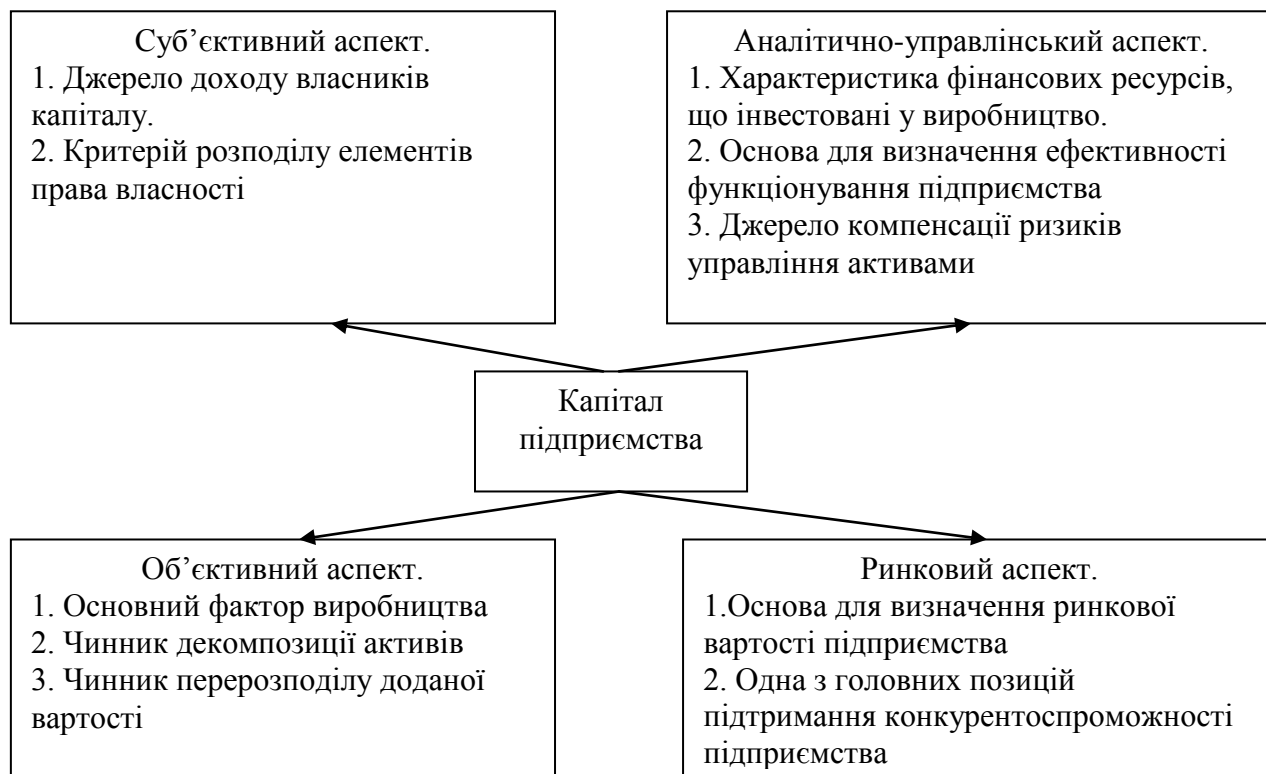 Суб’єктивний аспект.
1. Джерело доходу власників
капіталу.
2. Критерій розподілу елементів
права власності
Аналітично-управлінський аспект.
1. Характеристика фінансових ресурсів,
що інвестовані у виробництво.
2. Основа для визначення ефективності
функціонування підприємства
3. Джерело компенсації ризиків
управління активами
Капітал
підприємства
Об’єктивний аспект.
1. Основний фактор виробництва
2. Чинник декомпозиції активів
3. Чинник перерозподілу доданої
вартості
Ринковий аспект.
1.Основа для визначення ринкової
вартості підприємства
2. Одна з головних позицій
підтримання конкурентоспроможності
підприємства